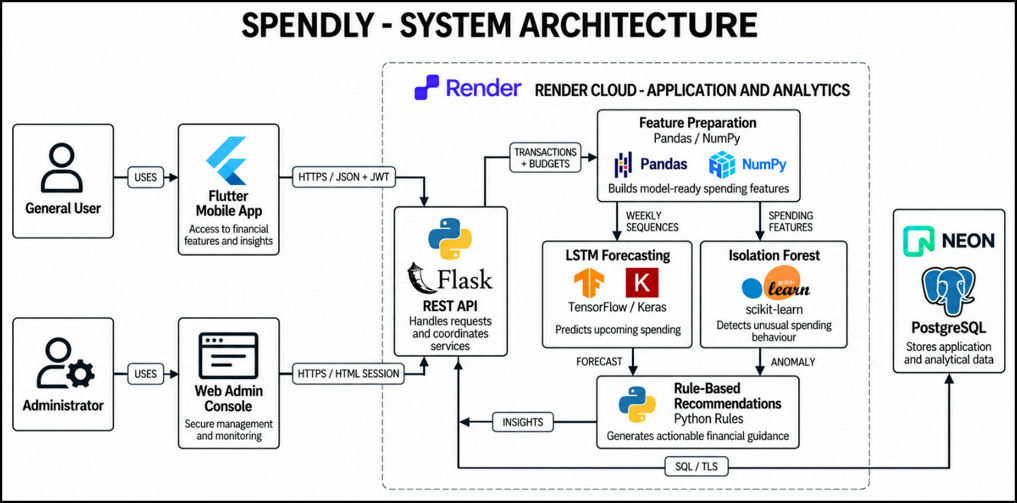 SPENDLY - SYSTEM ARCHITECTURE
Render
RENDER CLOUD - APPLICATION AND ANALYTICS
General User
USES
Flutter
Mobile App
Access to financial
features and insights
HTTPS / JSON + JWT
Administrator
USES
Web Admin
Console
Secure management
and monitoring
HTTPS / HTML SESSION
Flask
REST API
Handles requests
and coordinates
services
TRANSACTIONS
+ BUDGETS
Feature Preparation
Pandas / NumPy
Pandas
NumPy
Builds model-ready spending features
WEEKLY
SEQUENCES
SPENDING
FEATURES
LSTM Forecasting
K
TensorFlow / Keras
Predicts upcoming spending
Isolation Forest
scikit-
learn
scikit-learn
Detects unusual spending
behaviour
FORECAST
ANOMALY
Rule-Based
Recommendations
Python Rules
Generates actionable financial guidance
INSIGHTS
SQL / TLS
NEON
PostgreSQL
Stores application
and analytical data